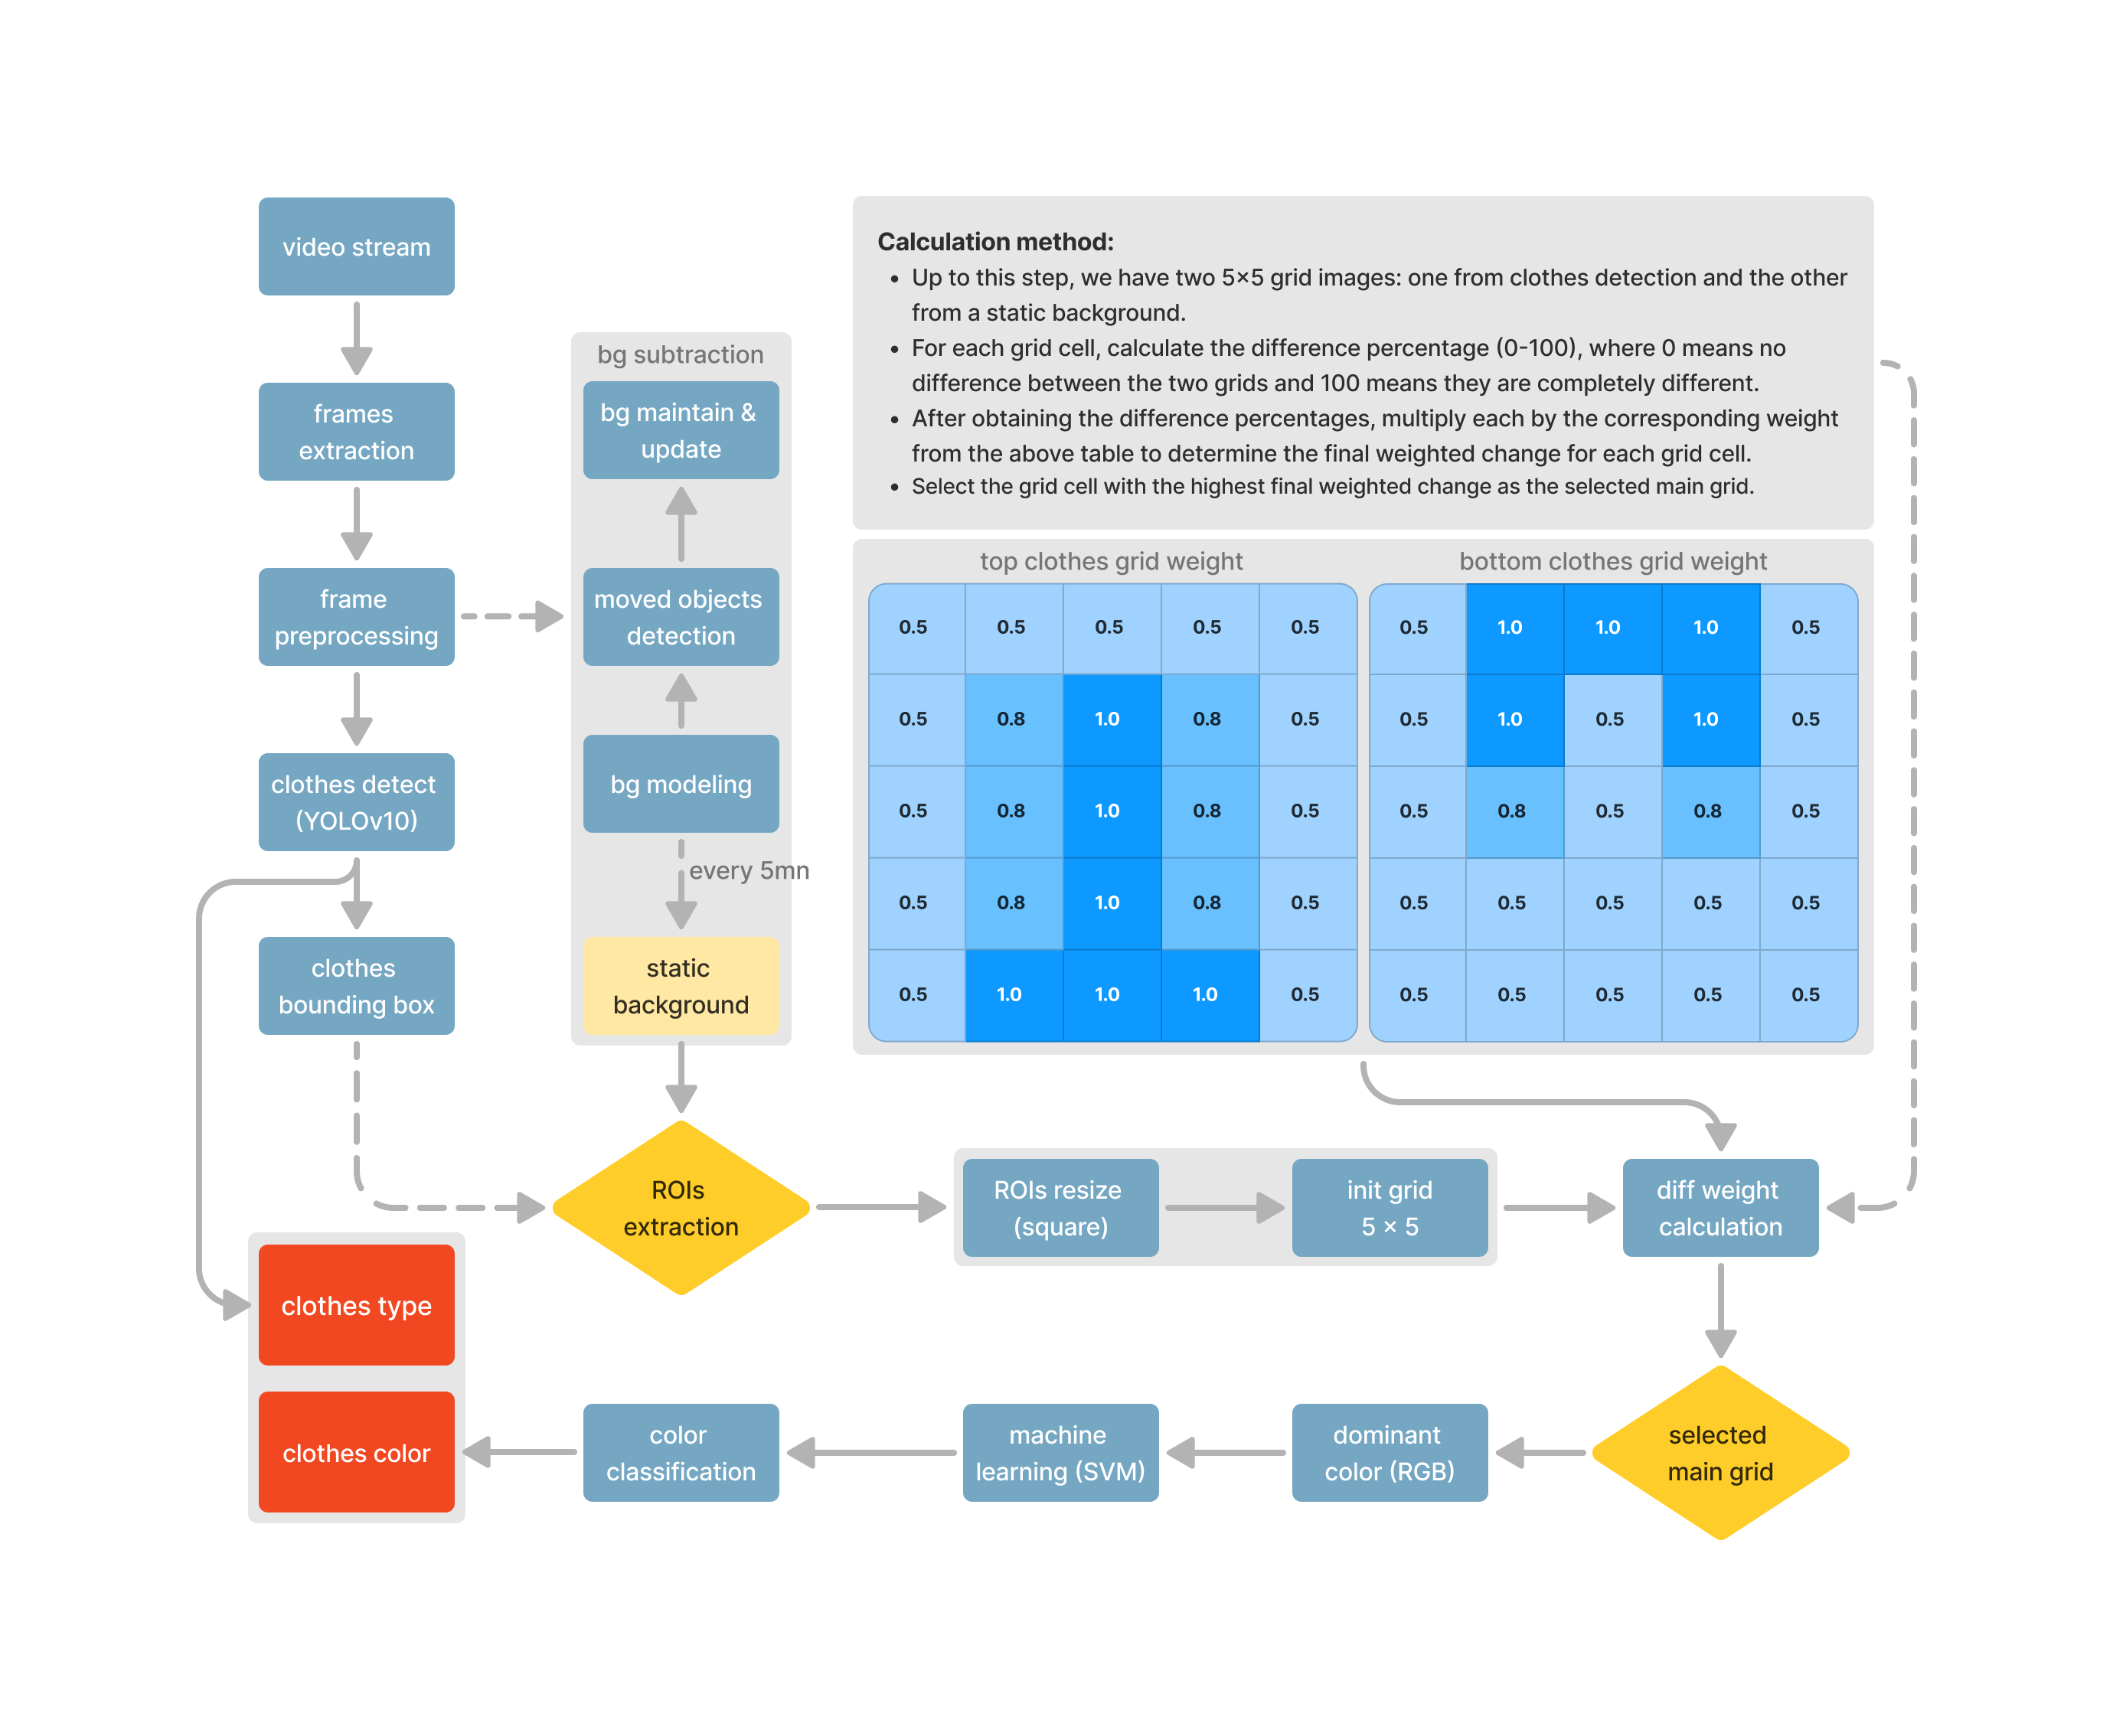 video stream
frames
extraction
frame
preprocessing
clothes detect
(YOLOv10)
clothes
bounding box
bg subtraction
bg maintain &
update
moved objects
detection
bg modeling
every 5mn
static
background
Calculation method:
• Up to this step, we have two 5×5 grid images: one from clothes detection and the other
from a static background.
• For each grid cell, calculate the difference percentage (0-100), where 0 means no
difference between the two grids and 100 means they are completely different.
• After obtaining the difference percentages, multiply each by the corresponding weight
from the above table to determine the final weighted change for each grid cell.
• Select the grid cell with the highest final weighted change as the selected main grid.
top clothes grid weight
0.5 0.5 0.5 0.5 0.5
0.5 0.8 1.0 0.8 0.5
0.5 0.8 1.0 0.8 0.5
0.5 0.8 1.0 0.8 0.5
0.5 1.0 1.0 1.0 0.5
bottom clothes grid weight
0.5 1.0 1.0 1.0 0.5
0.5 1.0 0.5 1.0 0.5
0.5 0.8 0.5 0.8 0.5
0.5 0.5 0.5 0.5 0.5
0.5 0.5 0.5 0.5 0.5
ROIs
extraction
ROIs resize
(square)
init grid
5 × 5
diff weight
calculation
selected
main grid
dominant
color (RGB)
machine
learning (SVM)
color
classification
clothes type
clothes color